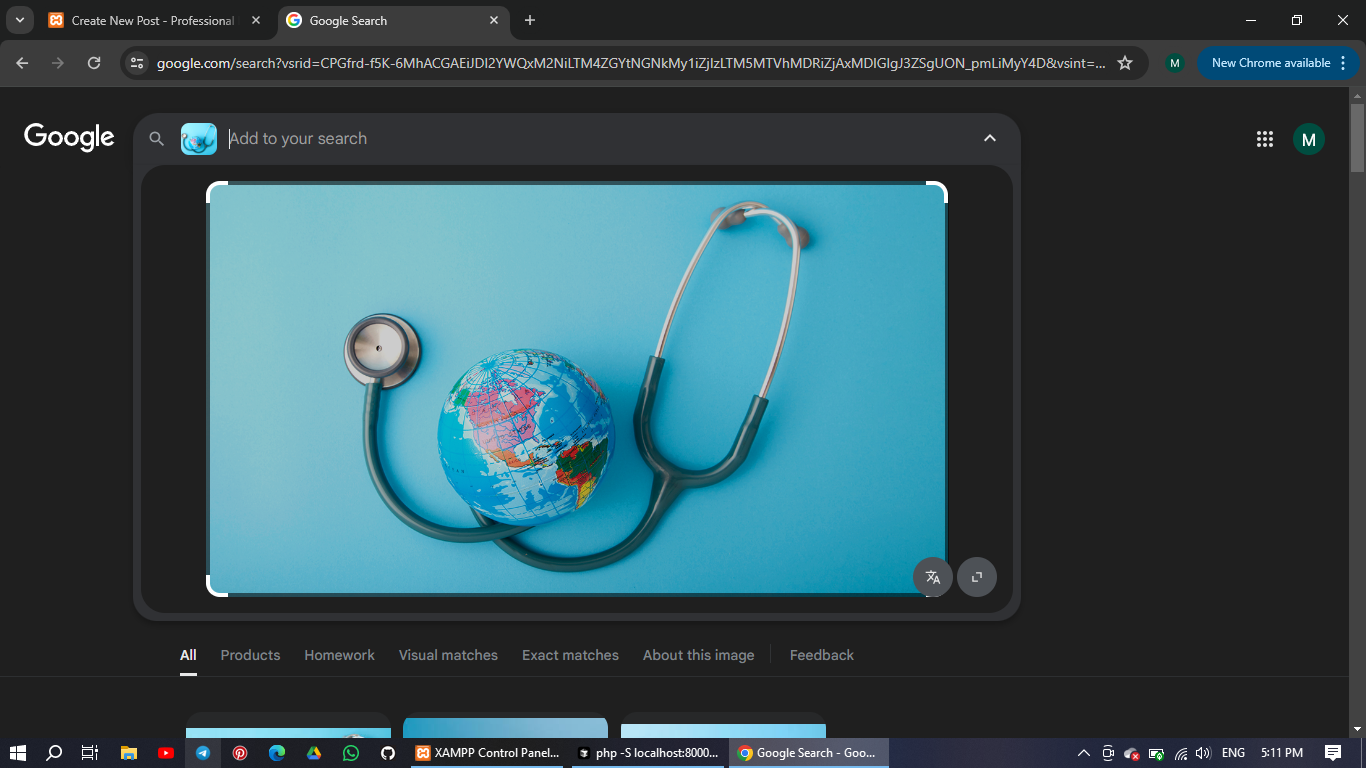 Create New Post - Professional
Google Search
google.com/search?vsrid=CPGfrd-f5K-6MhACGAEiJDI2YWQxM2NiLTM4ZGYtNGNkMy1iZjIzLTM5MTVhMDRiZjAxMDIGIgJ3ZSgUON_pmLiMyY4D&vsint=...
M
New Chrome available
Google
Add to your search
M
All
Products
Homework
Visual matches
Exact matches
About this image
Feedback
XAMPP Control Panel...
php -S localhost:8000...
Google Search - Goo...
ENG
5:11 PM